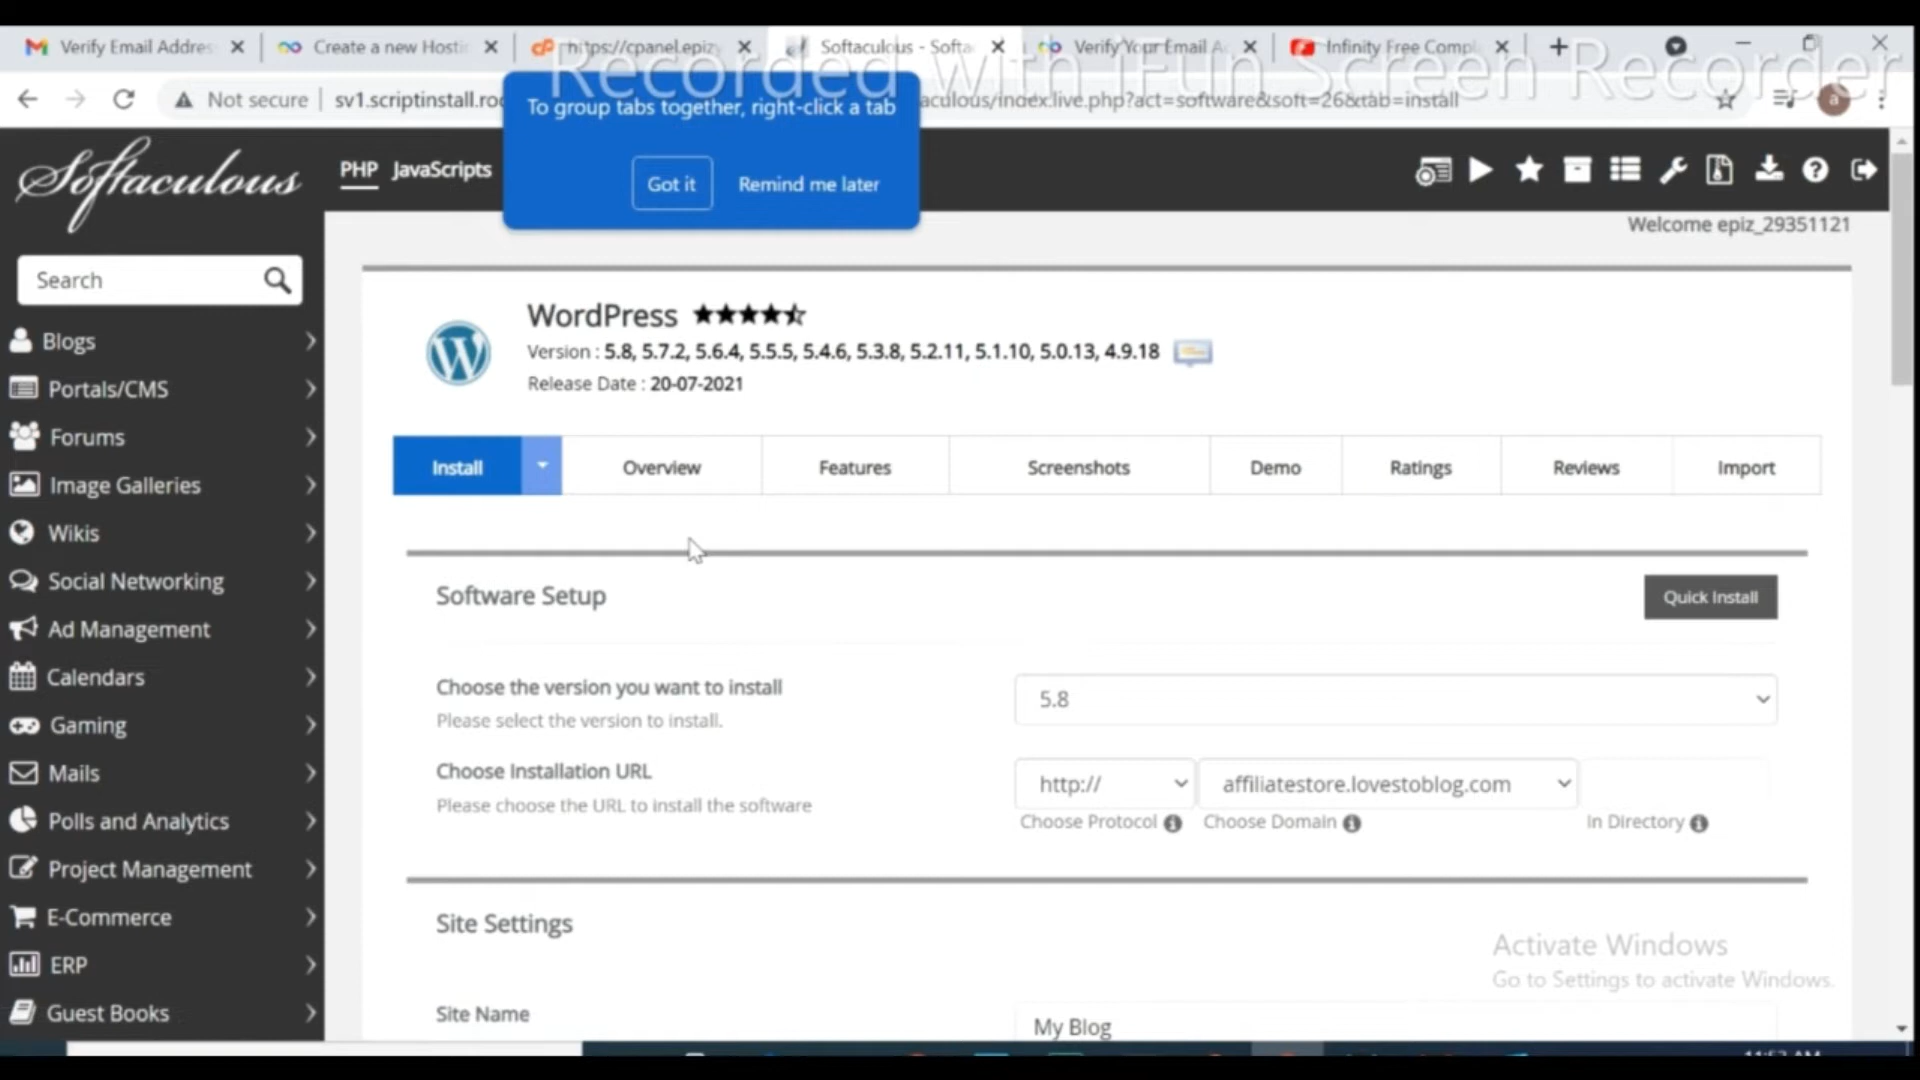 Verify Email Addres
Create a new Hosti
https://cpanel.epiz
Softaculous - Softa
Verify Your Email A
Infinity Free Compl
Recorded with iFun Screen Recorder
Not secure
sv1.scriptinstall.ro
aculous/index.live.php?act=software&soft=26&tab=install
a
To group tabs together, right-click a tab
Got it
Remind me later
Softaculous
PHP
JavaScripts
Welcome epiz_29351121
Search
Blogs
Portals/CMS
Forums
Image Galleries
Wikis
Social Networking
Ad Management
Calendars
Gaming
Mails
Polls and Analytics
Project Management
E-Commerce
ERP
Guest Books
WordPress
Version : 5.8, 5.7.2, 5.6.4, 5.5.5, 5.4.6, 5.3.8, 5.2.11, 5.1.10, 5.0.13, 4.9.18
Release Date : 20-07-2021
Install
Overview
Features
Screenshots
Demo
Ratings
Reviews
Import
Software Setup
Quick Install
Choose the version you want to install
Please select the version to install.
5.8
Choose Installation URL
Please choose the URL to install the software
http://
affiliatestore.lovestoblog.com
Choose Protocol
Choose Domain
In Directory
Site Settings
Site Name
My Blog
Activate Windows
Go to Settings to activate Windows.